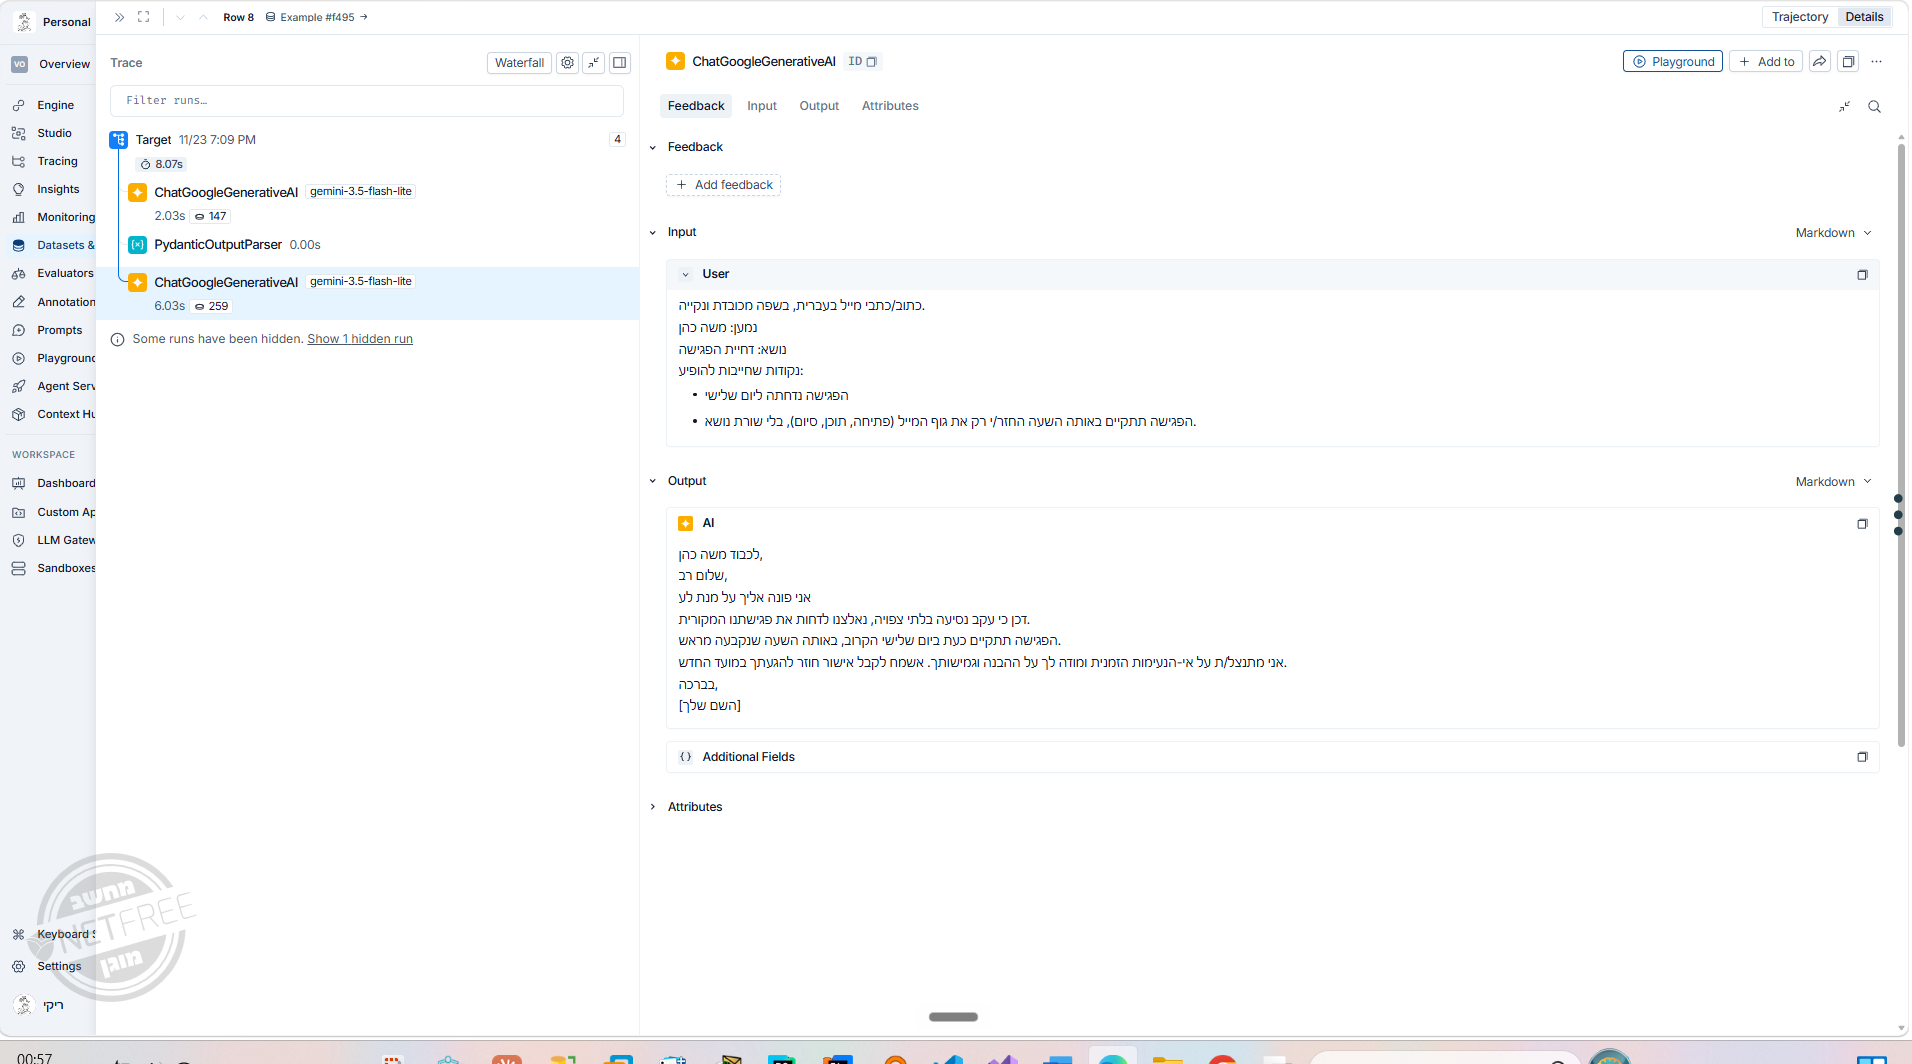 Personal
Row 8
Example #f495 →
Trajectory
Details
VO
Overview
Engine
Studio
Tracing
Insights
Monitoring
Datasets &
Evaluators
Annotation
Prompts
Playground
Agent Serv
Context Hu
WORKSPACE
Dashboard
Custom Ap
LLM Gatew
Sandboxes
Keyboard S
Settings
ריקי
Trace
Waterfall
Filter runs…
Target 11/23 7:09 PM
4
8.07s
ChatGoogleGenerativeAI gemini-3.5-flash-lite
2.03s 147
PydanticOutputParser 0.00s
ChatGoogleGenerativeAI gemini-3.5-flash-lite
6.03s 259
Some runs have been hidden. Show 1 hidden run
ChatGoogleGenerativeAI ID
Playground
Add to
Feedback
Input
Output
Attributes
Feedback
Add feedback
Input
Markdown
User
כתוב/כתבי מייל בעברית, בשפה מכובדת ונקייה.
נמען: משה כהן
נושא: דחיית הפגישה
נקודות שחייבות להופיע:
• הפגישה נדחתה ליום שלישי
• הפגישה תתקיים באותה השעה החזר/י רק את גוף המייל (פתיחה, תוכן, סיום), בלי שורת נושא.
Output
Markdown
AI
לכבוד משה כהן,
שלום רב,
אני פונה אליך על מנת לע
דכן כי עקב נסיעה בלתי צפויה, נאלצנו לדחות את פגישתנו המקורית.
הפגישה תתקיים כעת ביום שלישי הקרוב, באותה השעה שנקבעה מראש.
אני מתנצל/ת על אי-הנעימות הזמנית ומודה לך על ההבנה וגמישותך. אשמח לקבל אישור חוזר להגעתך במועד החדש.
בברכה,
[השם שלך]
Additional Fields
Attributes
מחשב
NETFREE
מוגן
00:57